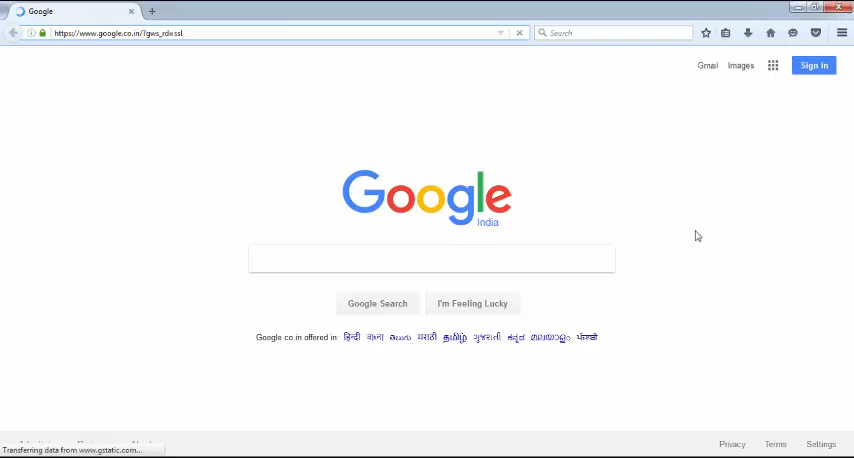 Google
https://www.google.co.in/?gws_rd=ssl
Search
Gmail Images Sign in
Google
India
Google Search I'm Feeling Lucky
Google.co.in offered in: हिन्दी বাংলা తెలుగు मराठी தமிழ் ગુજરાતી ಕನ್ನಡ മലയാളം ਪੰਜਾਬੀ
Privacy Terms Settings
Transferring data from www.gstatic.com...